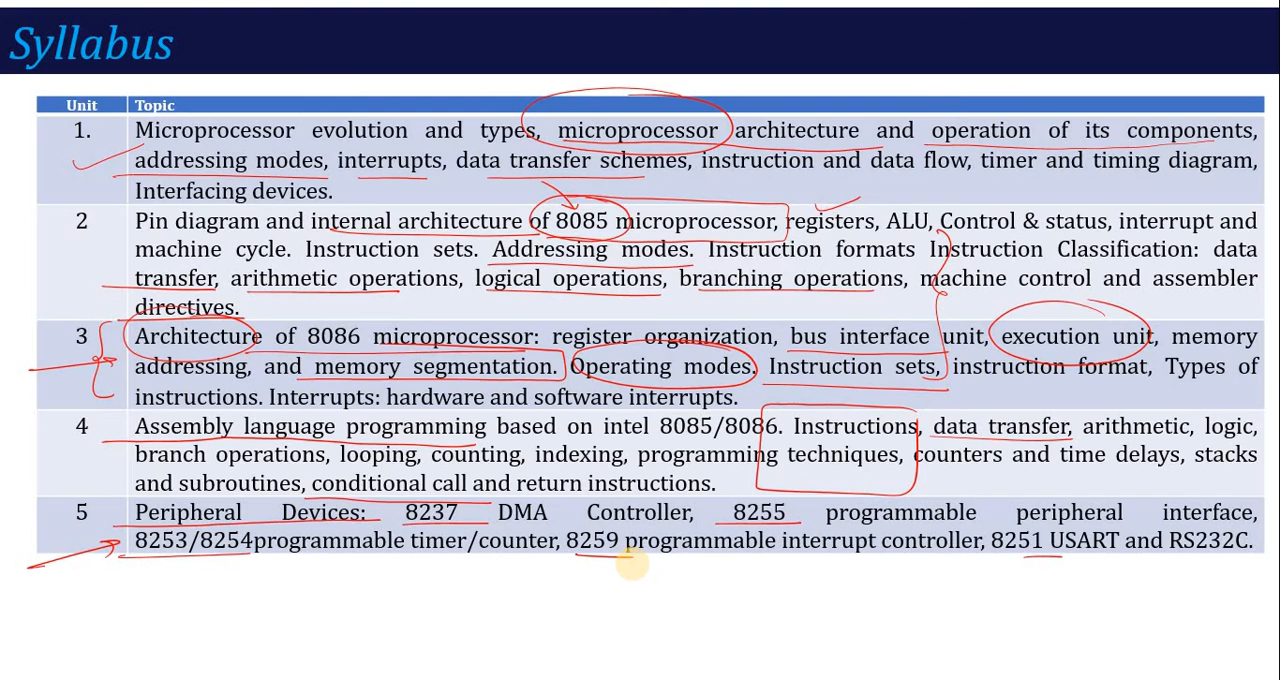 Syllabus
Unit Topic
1. Microprocessor evolution and types, microprocessor architecture and operation of its components,
addressing modes, interrupts, data transfer schemes, instruction and data flow, timer and timing diagram,
Interfacing devices.
2 Pin diagram and internal architecture of 8085 microprocessor, registers, ALU, Control & status, interrupt and
machine cycle. Instruction sets. Addressing modes. Instruction formats Instruction Classification: data
transfer, arithmetic operations, logical operations, branching operations, machine control and assembler
directives.
3 Architecture of 8086 microprocessor: register organization, bus interface unit, execution unit, memory
addressing, and memory segmentation. Operating modes. Instruction sets, instruction format, Types of
instructions. Interrupts: hardware and software interrupts.
4 Assembly language programming based on intel 8085/8086. Instructions, data transfer, arithmetic, logic,
branch operations, looping, counting, indexing, programming techniques, counters and time delays, stacks
and subroutines, conditional call and return instructions.
5 Peripheral Devices: 8237 DMA Controller, 8255 programmable peripheral interface,
8253/8254programmable timer/counter, 8259 programmable interrupt controller, 8251 USART and RS232C.